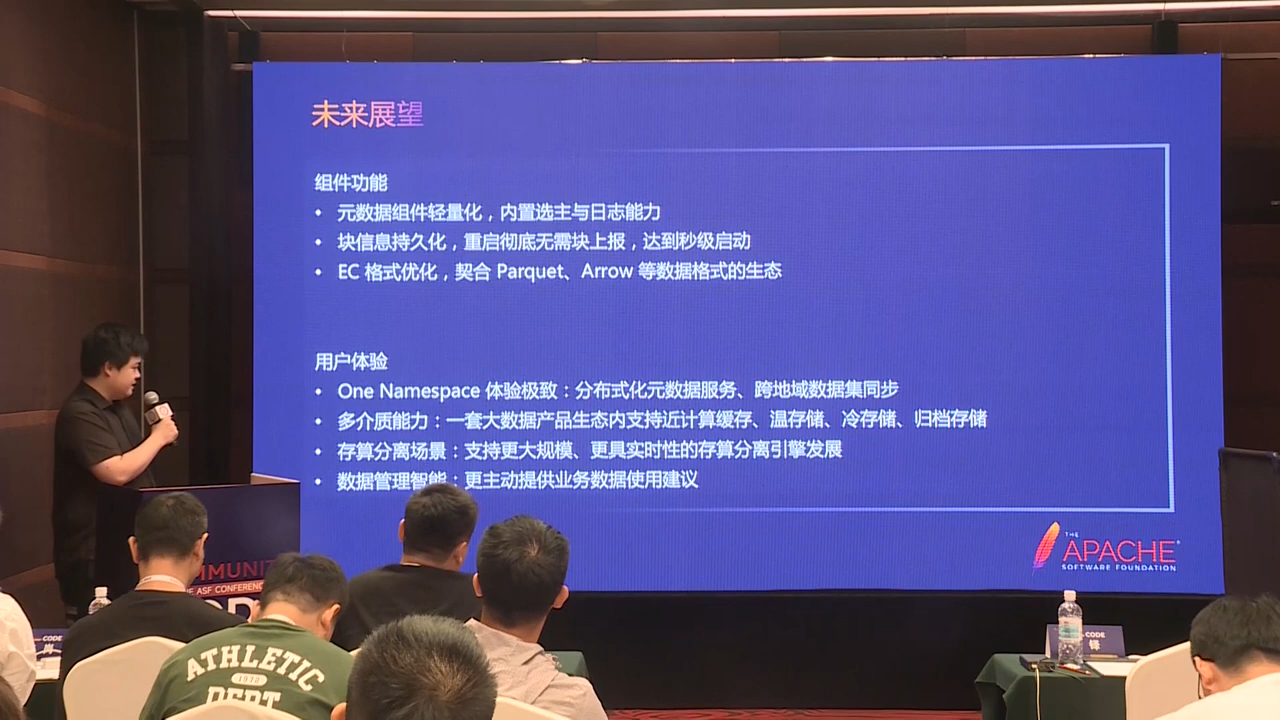 未来展望
组件功能
• 元数据组件轻量化，内置选主与日志能力
• 块信息持久化，重启彻底无需块上报，达到秒级启动
• EC 格式优化，契合 Parquet、Arrow 等数据格式的生态
用户体验
• One Namespace 体验极致：分布式化元数据服务、跨地域数据集同步
• 多介质能力：一套大数据产品生态内支持近计算缓存、温存储、冷存储、归档存储
• 存算分离场景：支持更大规模、更具实时性的存算分离引擎发展
• 数据管理智能：更主动提供业务数据使用建议
THE
APACHE®
SOFTWARE FOUNDATION
MMUNIT
ASF CONFERENC
CODE
CODE
铎
ATHLETIC
1972
DEPT